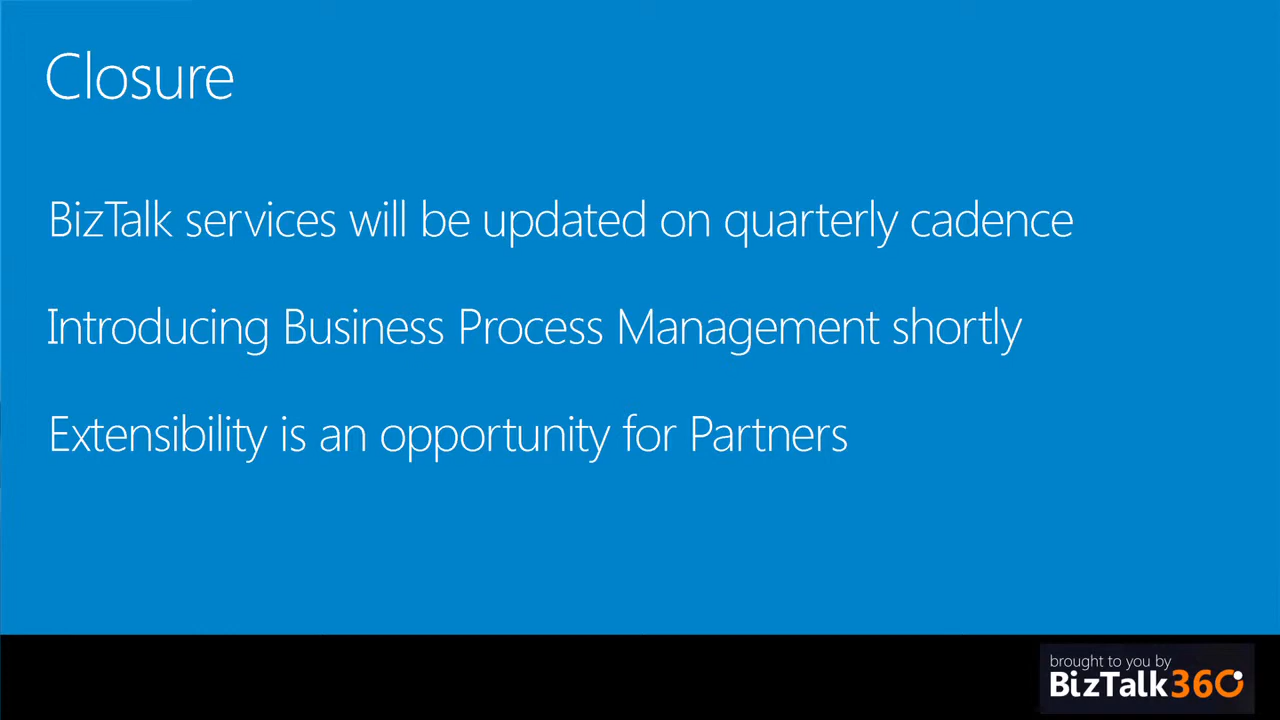 Closure
BizTalk services will be updated on quarterly cadence
Introducing Business Process Management shortly
Extensibility is an opportunity for Partners
brought to you by
BizTalk360